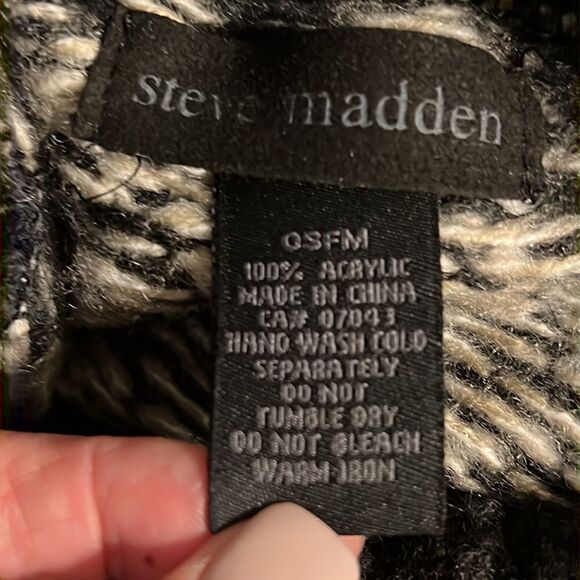 steve madden
OSFM
100% ACRYLIC
MADE IN CHINA
CA# 07043
HAND WASH COLD
SEPARATELY
DO NOT
TUMBLE DRY
DO NOT BLEACH
WARM IRON